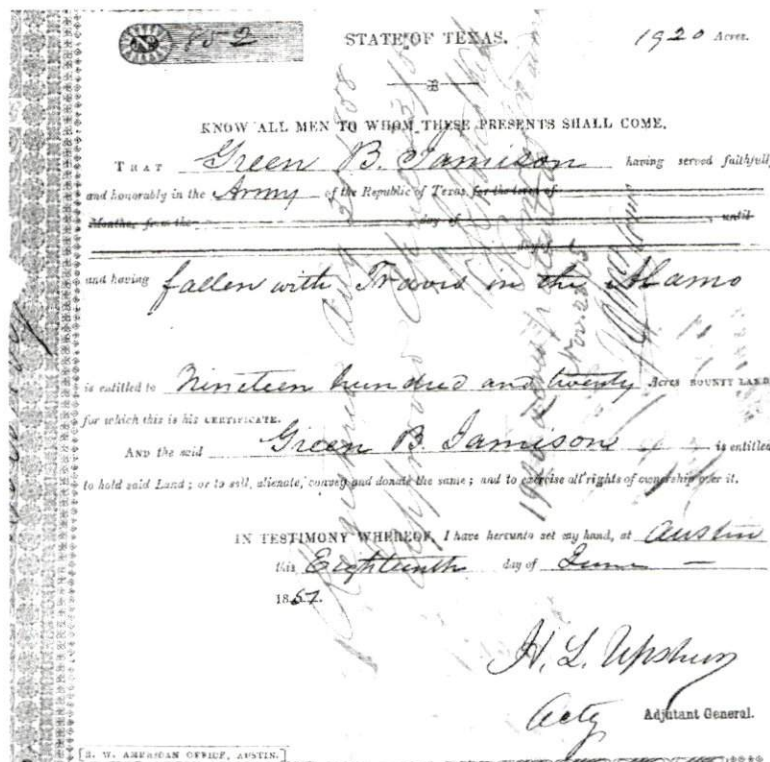 No 852 STATE OF TEXAS. 1920 Acres.
KNOW ALL MEN TO WHOM THESE PRESENTS SHALL COME,
THAT Green B. Jamison having served faithfully
and honorably in the Army of the Republic of Texas for the term of
Months, from the day of , until
day of
and having fallen with Travis in the Alamo
is entitled to Nineteen hundred and twenty Acres BOUNTY LAND
for which this is his CERTIFICATE.
AND the said Green B. Jamison is entitled
to hold said Land; or to sell, alienate, convey and donate the same; and to exercise all rights of ownership over it.
IN TESTIMONY WHEREOF, I have hereunto set my hand, at Austin
this Eighteenth day of June
1857.
H. L. Upshur
Actg Adjutant General.
[S. W. AMERICAN OFFICE, AUSTIN.]